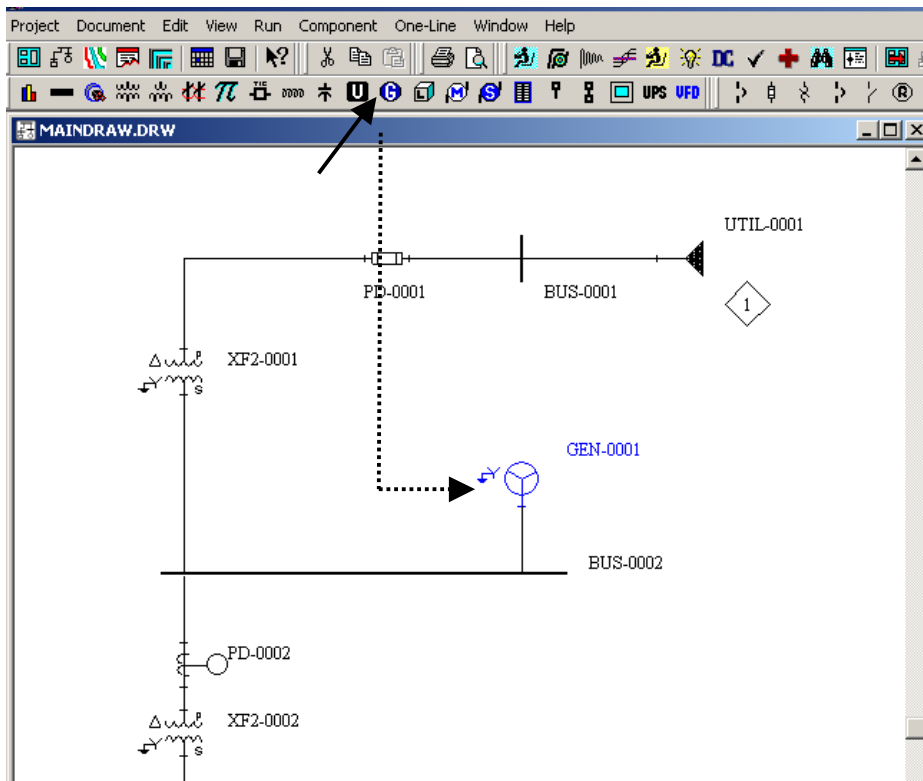 Project Document Edit View Run Component One-Line Window Help
DC
U G M S UPS VFD R
MAINDRAW.DRW
UTIL-0001
PD-0001
BUS-0001
1
P
XF2-0001
S
GEN-0001
BUS-0002
PD-0002
P
XF2-0002
S